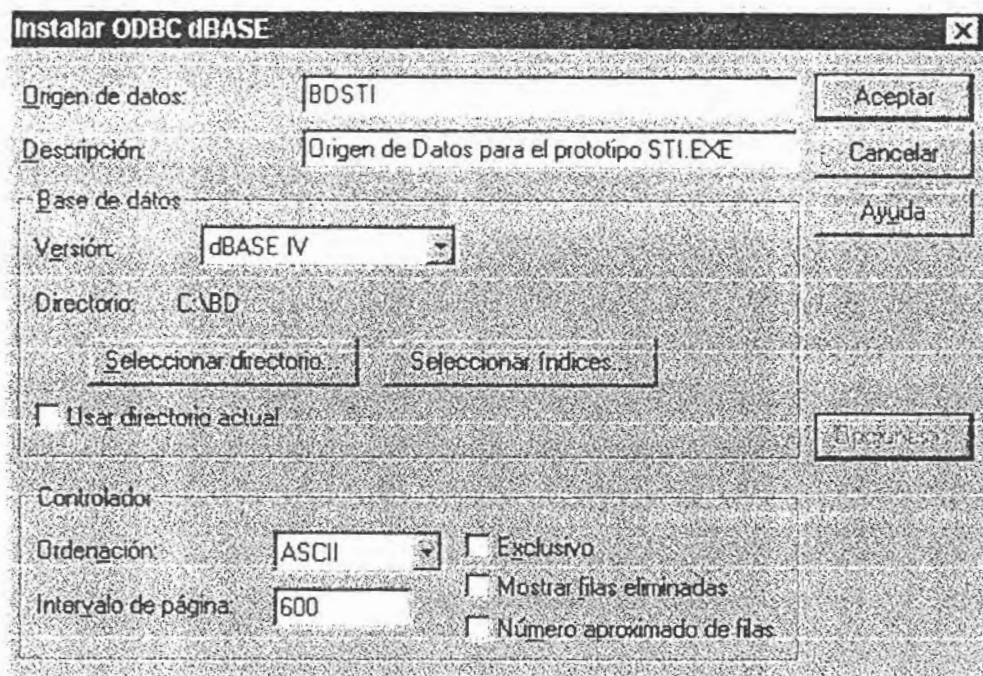 Instalar ODBC dBASE
Origen de datos: BDSTI
Aceptar
Descripción: Origen de Datos para el prototipo STI.EXE
Cancelar
Ayuda
Base de datos
Versión: dBASE IV
Directorio: C:\BD
Seleccionar directorio...
Seleccionar índices...
Usar directorio actual
Opciones>>
Controlador
Ordenación: ASCII
Exclusivo
Mostrar filas eliminadas
Intervalo de página: 600
Número aproximado de filas